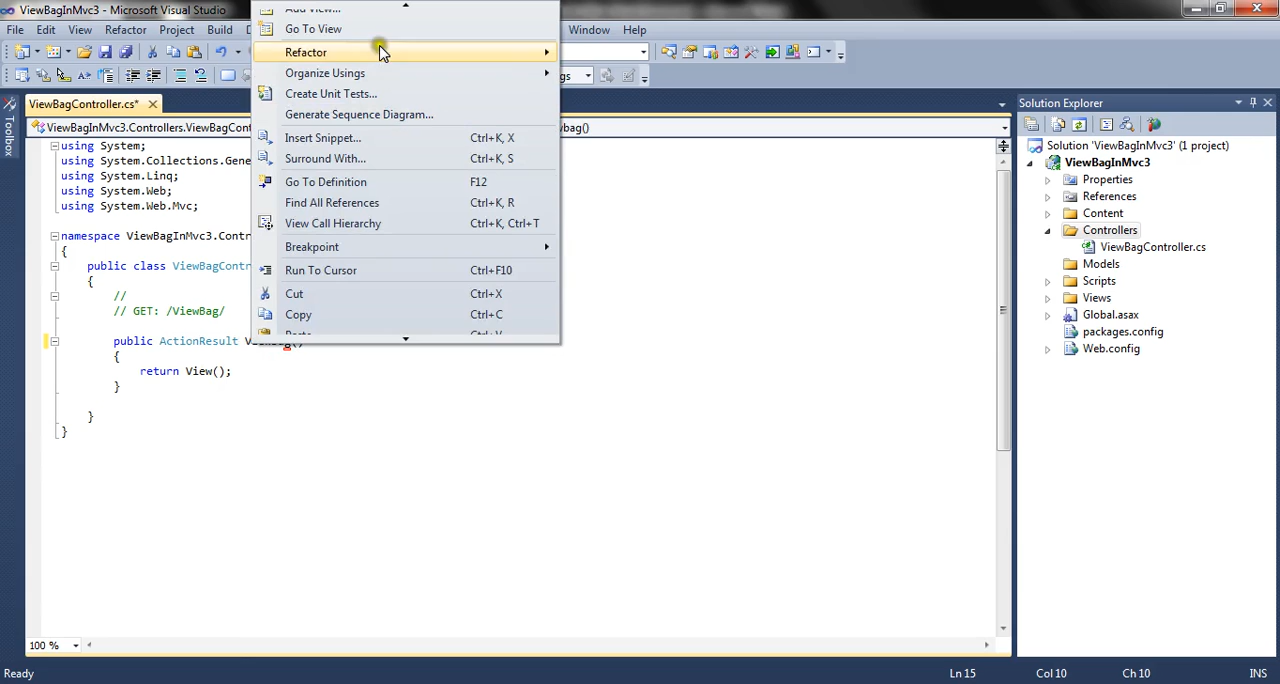 ViewBagInMvc3 - Microsoft Visual Studio
File Edit View Refactor Project Build Window Help
Add View...
Go To View
Refactor
Organize Usings
Create Unit Tests...
Generate Sequence Diagram...
Insert Snippet... Ctrl+K, X
Surround With... Ctrl+K, S
Go To Definition F12
Find All References Ctrl+K, R
View Call Hierarchy Ctrl+K, Ctrl+T
Breakpoint
Run To Cursor Ctrl+F10
Cut Ctrl+X
Copy Ctrl+C
Toolbox
ViewBagController.cs*
ViewBagInMvc3.Controllers.ViewBagCont
using System;
using System.Collections.Gene
using System.Linq;
using System.Web;
using System.Web.Mvc;
namespace ViewBagInMvc3.Contr
{
public class ViewBagContr
{
//
// GET: /ViewBag/
public ActionResult
{
return View();
}
}
}
100 %
Solution Explorer
Solution 'ViewBagInMvc3' (1 project)
ViewBagInMvc3
Properties
References
Content
Controllers
ViewBagController.cs
Models
Scripts
Views
Global.asax
packages.config
Web.config
Ready Ln 15 Col 10 Ch 10 INS